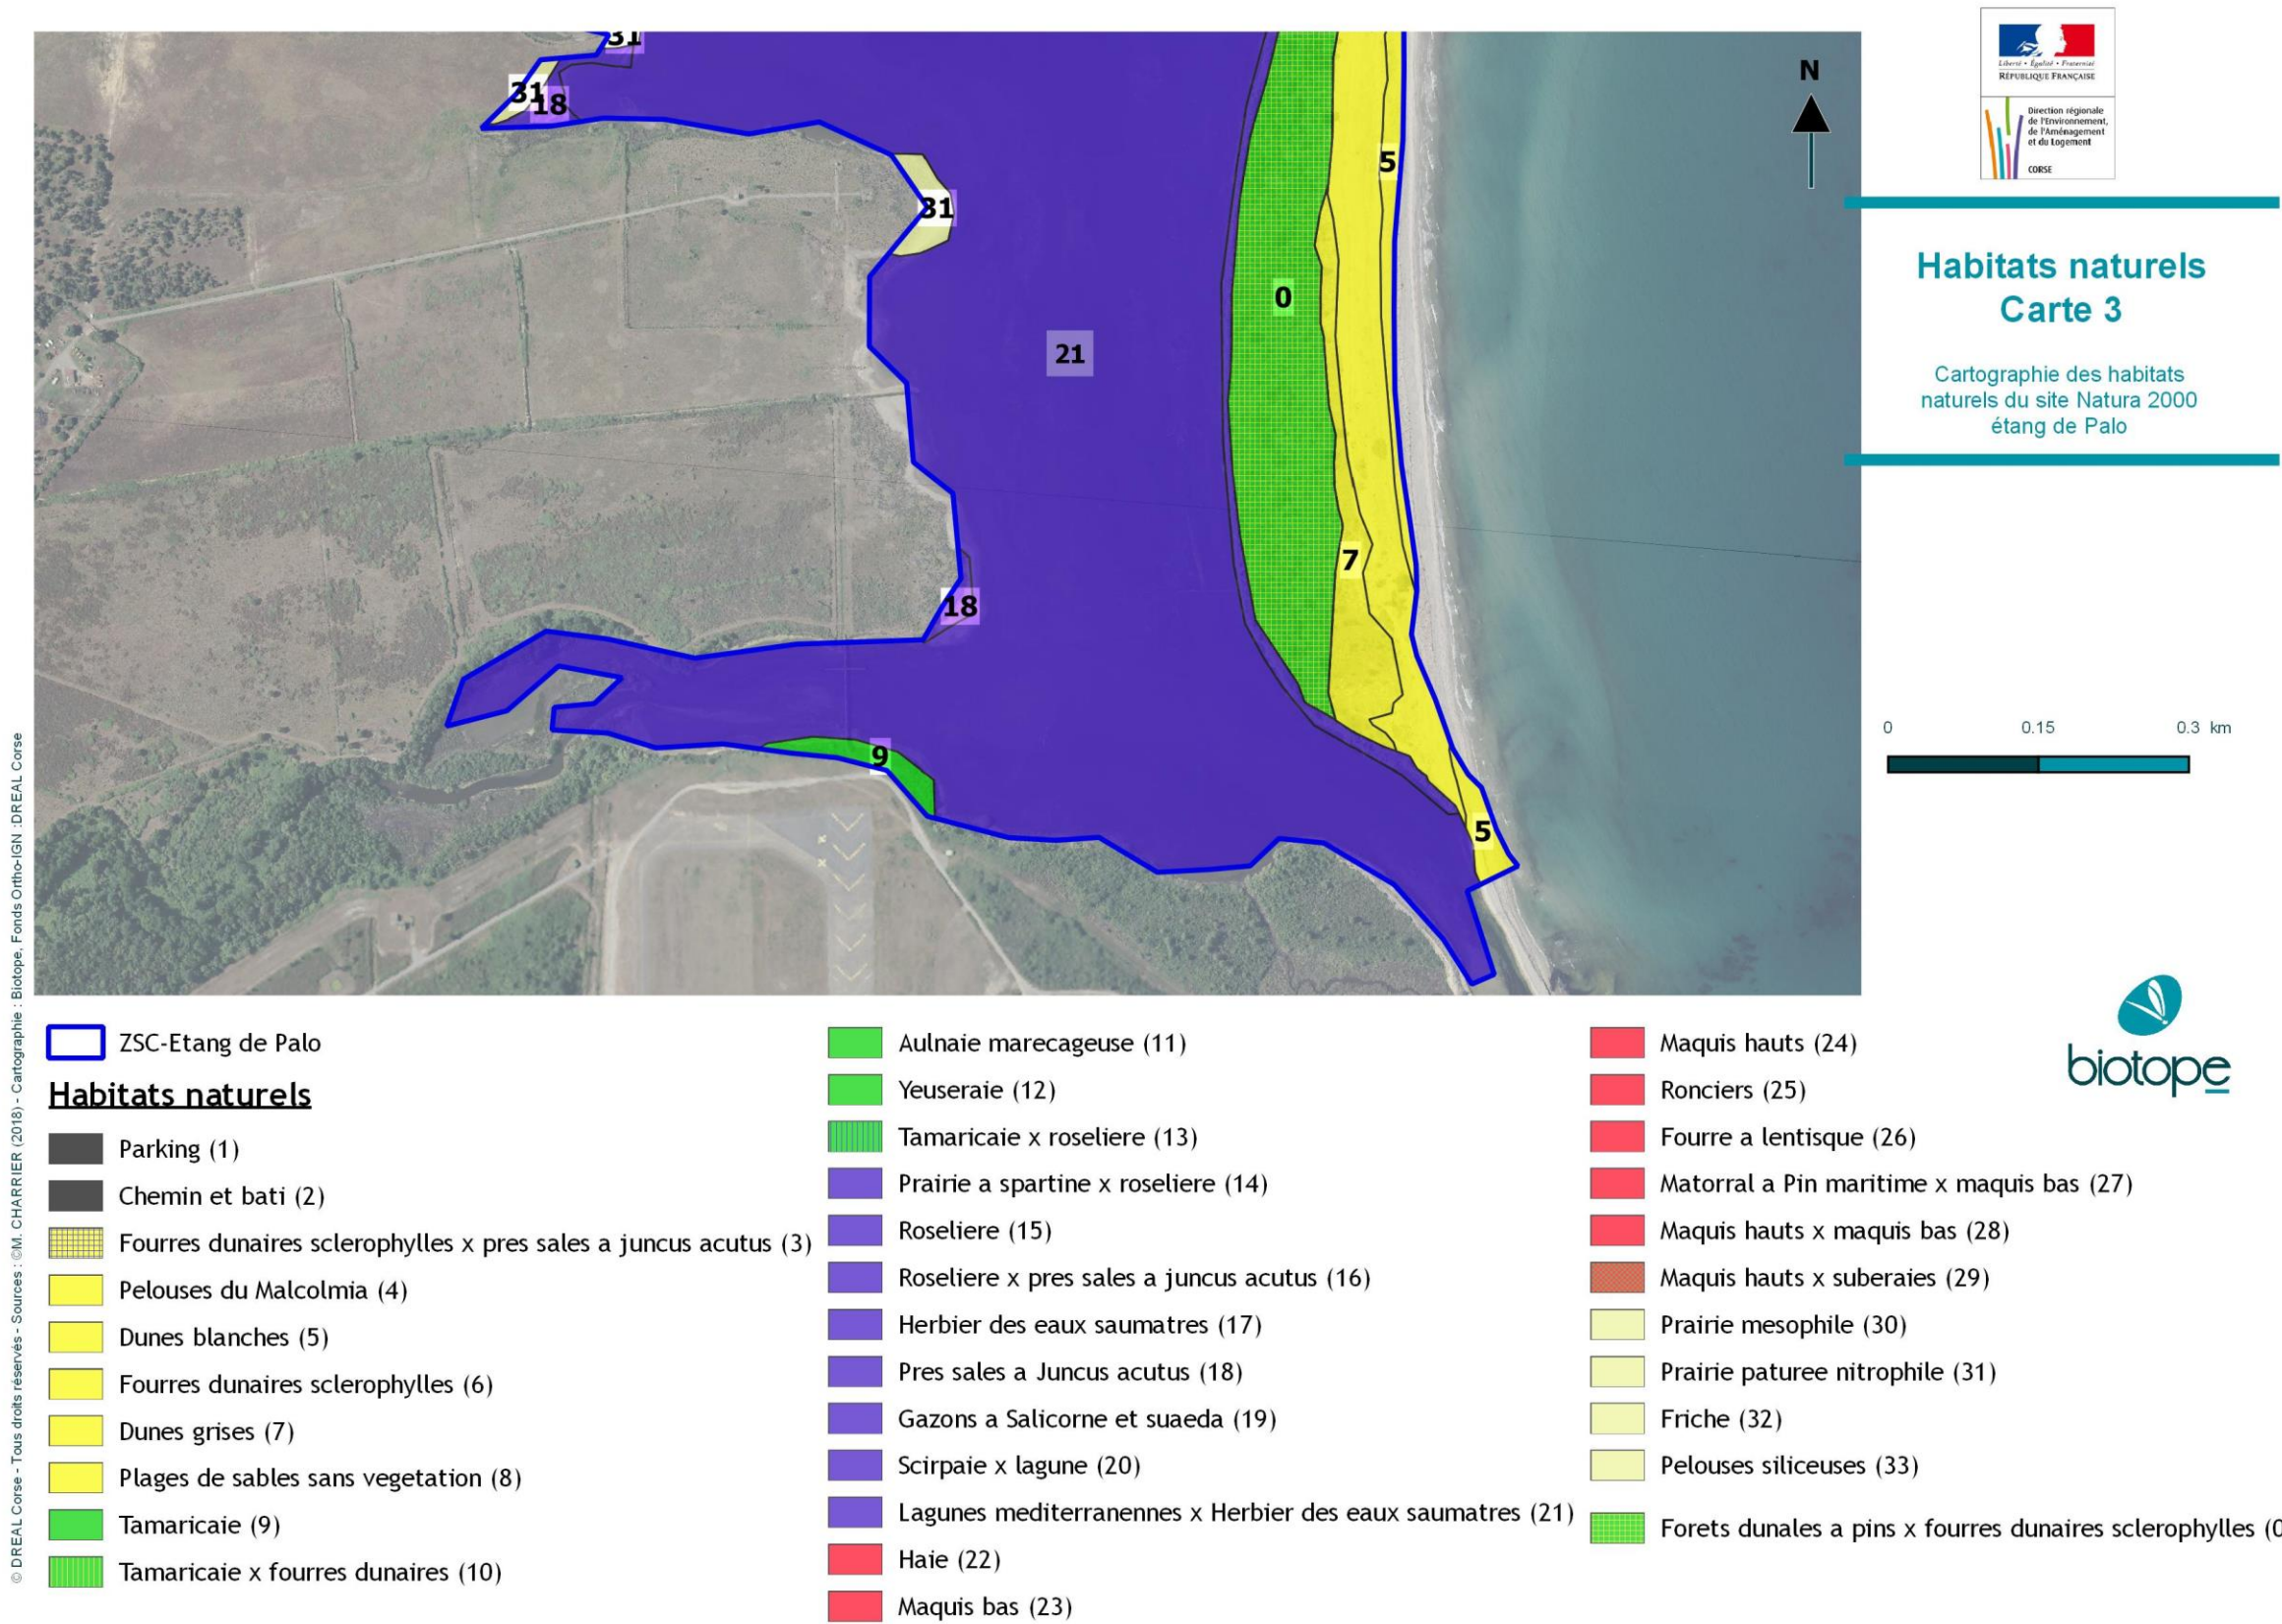 31
31
18
31
5
0
21
7
18
9
5
N
Liberté • Égalité • Fraternité
RÉPUBLIQUE FRANÇAISE
Direction régionale
de l'Environnement,
de l'Aménagement
et du Logement
CORSE
Habitats naturels
Carte 3
Cartographie des habitats
naturels du site Natura 2000
étang de Palo
0 0.15 0.3 km
biotope
© DREAL Corse - Tous droits réservés - Sources : ©M. CHARRIER (2018) - Cartographie : Biotope, Fonds Ortho-IGN :DREAL Corse
ZSC-Etang de Palo
Habitats naturels
Parking (1)
Chemin et bati (2)
Fourres dunaires sclerophylles x pres sales a juncus acutus (3)
Pelouses du Malcolmia (4)
Dunes blanches (5)
Fourres dunaires sclerophylles (6)
Dunes grises (7)
Plages de sables sans vegetation (8)
Tamaricaie (9)
Tamaricaie x fourres dunaires (10)
Aulnaie marecageuse (11)
Yeuseraie (12)
Tamaricaie x roseliere (13)
Prairie a spartine x roseliere (14)
Roseliere (15)
Roseliere x pres sales a juncus acutus (16)
Herbier des eaux saumatres (17)
Pres sales a Juncus acutus (18)
Gazons a Salicorne et suaeda (19)
Scirpaie x lagune (20)
Lagunes mediterranennes x Herbier des eaux saumatres (21)
Haie (22)
Maquis bas (23)
Maquis hauts (24)
Ronciers (25)
Fourre a lentisque (26)
Matorral a Pin maritime x maquis bas (27)
Maquis hauts x maquis bas (28)
Maquis hauts x suberaies (29)
Prairie mesophile (30)
Prairie paturee nitrophile (31)
Friche (32)
Pelouses siliceuses (33)
Forets dunales a pins x fourres dunaires sclerophylles (0